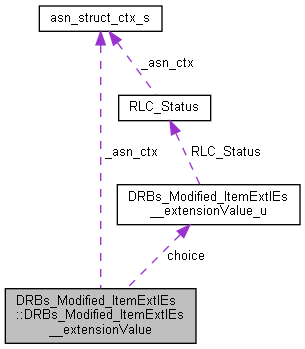 asn_struct_ctx_s
_asn_ctx
RLC_Status
_asn_ctx
RLC_Status
DRBs_Modified_ItemExtIEs
__extensionValue_u
choice
DRBs_Modified_ItemExtIEs
::DRBs_Modified_ItemExtIEs
__extensionValue